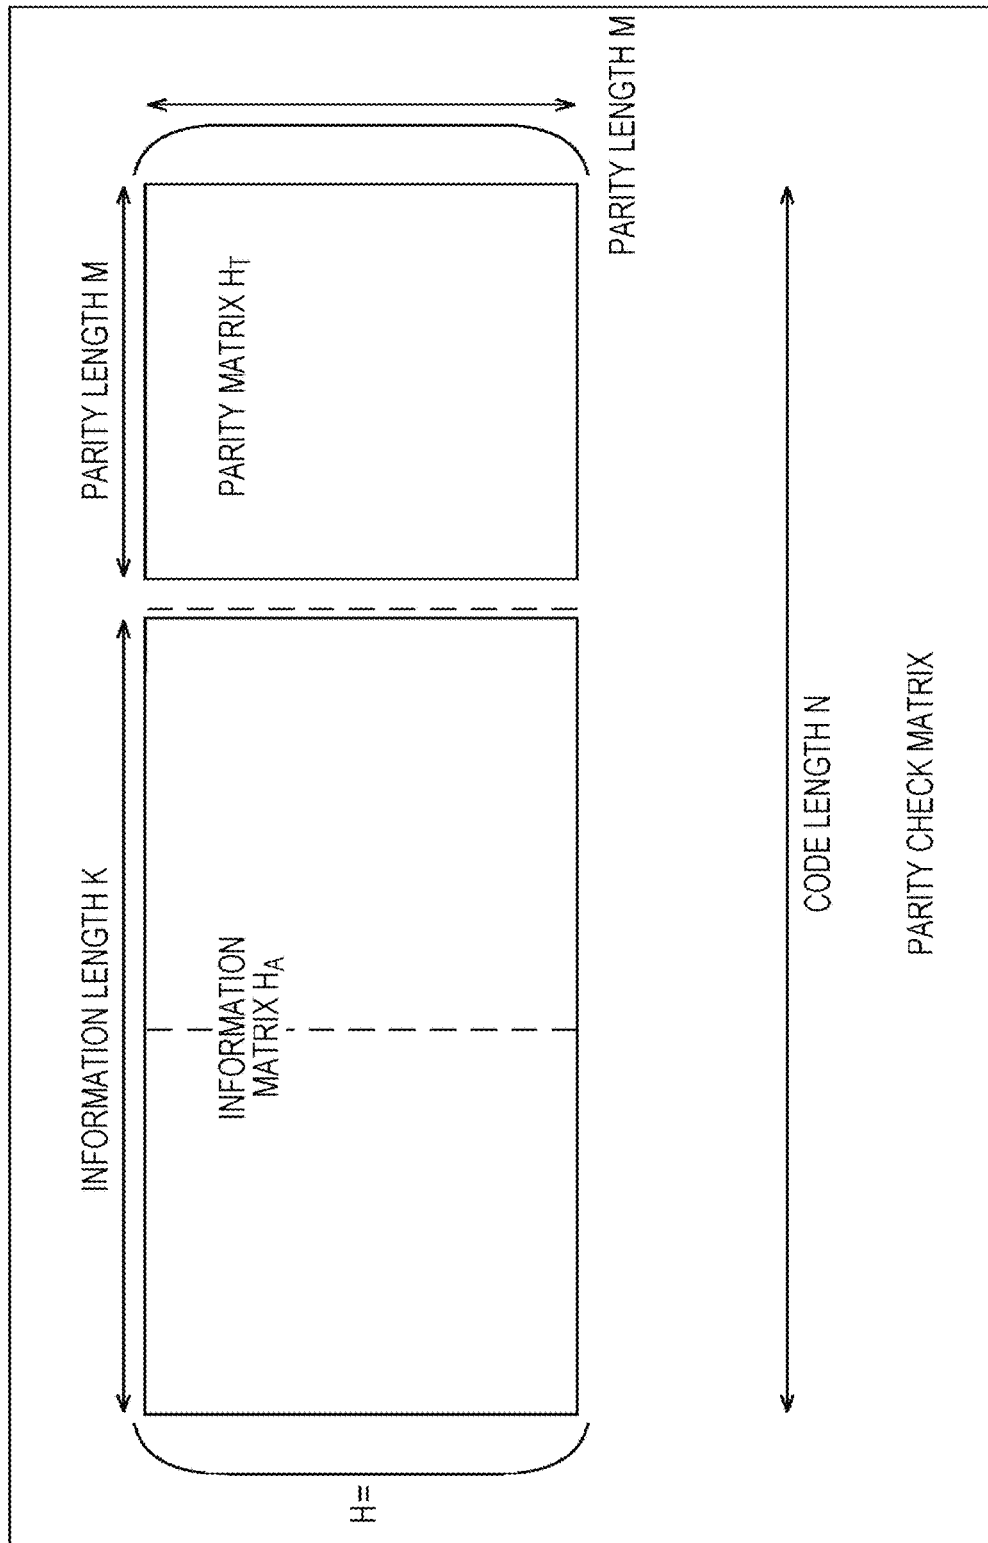 INFORMATION LENGTH K
PARITY LENGTH M
H=
INFORMATION
MATRIX HA
PARITY MATRIX HT
PARITY LENGTH M
CODE LENGTH N
PARITY CHECK MATRIX